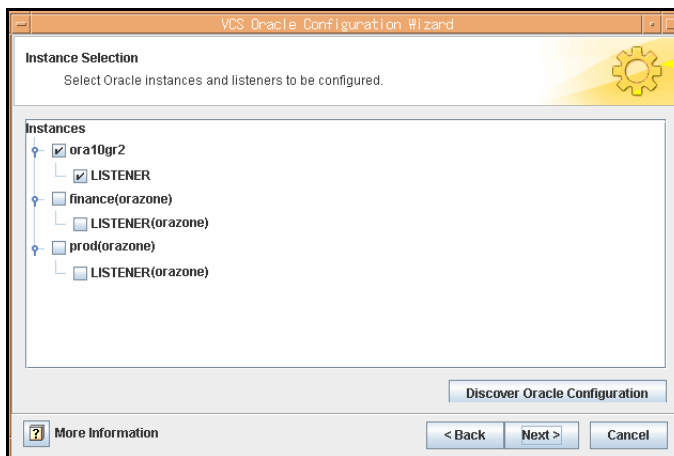 VCS Oracle Configuration Wizard
Instance Selection
Select Oracle instances and listeners to be configured.
Instances
ora10gr2
LISTENER
finance(orazone)
LISTENER(orazone)
prod(orazone)
LISTENER(orazone)
Discover Oracle Configuration
? More Information
< Back Next > Cancel